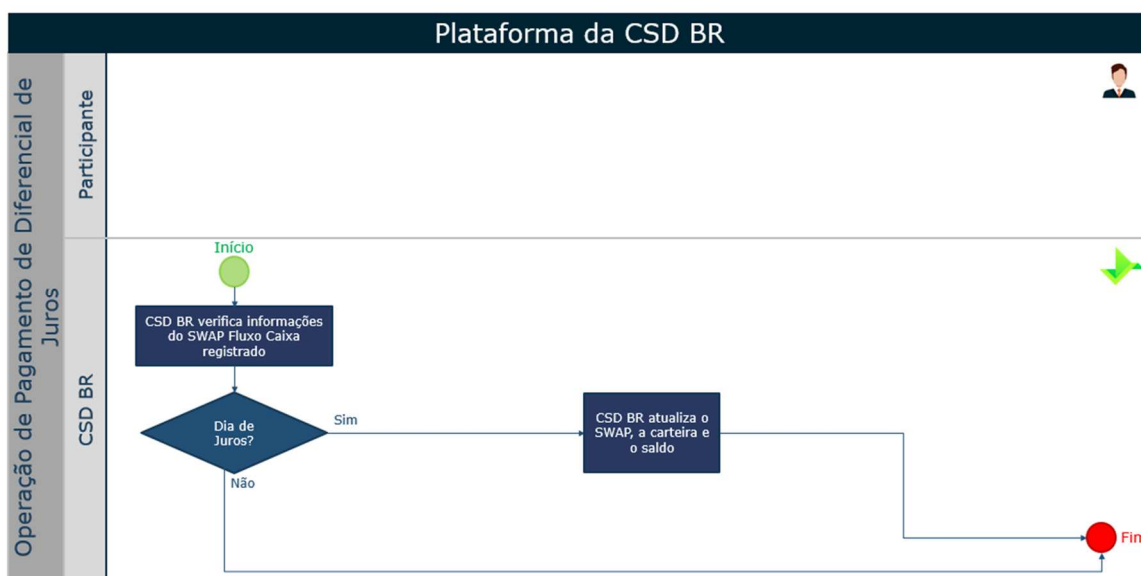 Plataforma da CSD BR
Operação de Pagamento de Diferencial de
Juros
Participante
CSD BR
Início
CSD BR verifica informações
do SWAP Fluxo Caixa
registrado
Dia de
Juros?
Sim
Não
CSD BR atualiza o
SWAP, a carteira e
o saldo
Fim